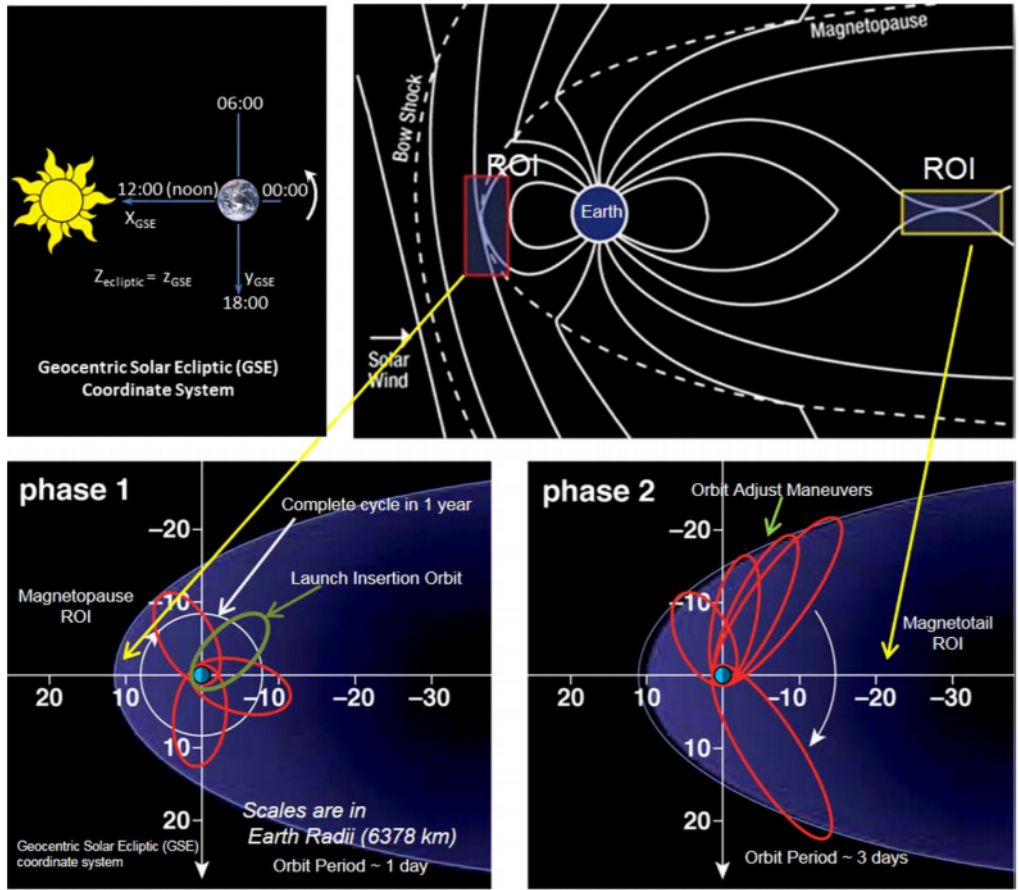 06:00
12:00 (noon)
00:00
XGSE
Zecliptic = zGSE
yGSE
18:00
Geocentric Solar Ecliptic (GSE)
Coordinate System
Magnetopause
Bow Shock
ROI
ROI
Earth
Solar
Wind
phase 1
Complete cycle in 1 year
−20
Launch Insertion Orbit
Magnetopause
ROI
−10
20
10
−10
−20
−30
10
20
Scales are in
Earth Radii (6378 km)
Geocentric Solar Ecliptic (GSE)
coordinate system
Orbit Period ~ 1 day
phase 2
Orbit Adjust Maneuvers
−20
−10
Magnetotail
ROI
20
10
−10
−20
−30
10
20
Orbit Period ~ 3 days